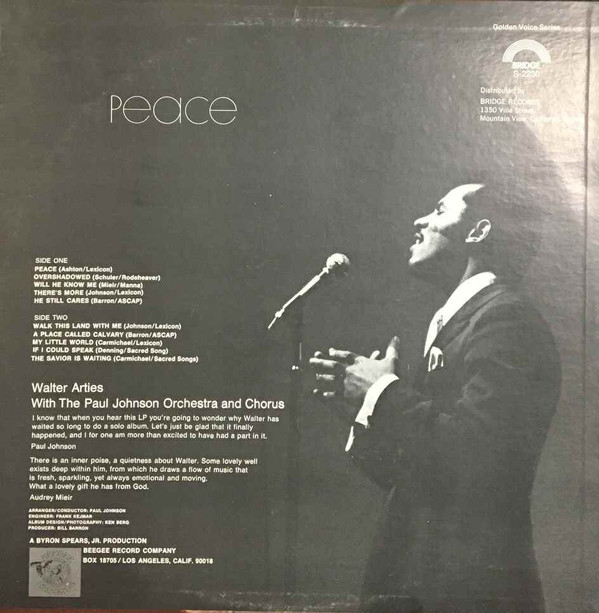 Golden Voice Series
BRIDGE
S-2230
Distributed by
BRIDGE RECORDS
1350 Villa Street
Mountain View,
Peace
SIDE ONE
PEACE (Ashton/Lexicon)
OVERSHADOWED (Schuler/Rodeheaver)
WILL HE KNOW ME (Mieir/Manna)
THERE'S MORE (Johnson/Lexicon)
HE STILL CARES (Barron/ASCAP)
SIDE TWO
WALK THIS LAND WITH ME (Johnson/Lexicon)
A PLACE CALLED CALVARY (Barron/ASCAP)
MY LITTLE WORLD (Carmichael/Lexicon)
IF I COULD SPEAK (Denning/Sacred Song)
THE SAVIOR IS WAITING (Carmichael/Sacred Songs)
Walter Arties
With The Paul Johnson Orchestra and Chorus
I know that when you hear this LP you're going to wonder why Walter has
waited so long to do a solo album. Let's just be glad that it finally
happened, and I for one am more than excited to have had a part in it.
Paul Johnson
There is an inner poise, a quietness about Walter. Some lovely well
exists deep within him, from which he draws a flow of music that
is fresh, sparkling, yet always emotional and moving.
What a lovely gift he has from God.
Audrey Mieir
ARRANGER/CONDUCTOR: PAUL JOHNSON
ENGINEER: FRANK KEJMAR
ALBUM DESIGN/PHOTOGRAPHY: KEN BERG
PRODUCER: BILL BARRON
A BYRON SPEARS, JR. PRODUCTION
BEEGEE RECORD COMPANY
BOX 18705/LOS ANGELES, CALIF. 90018